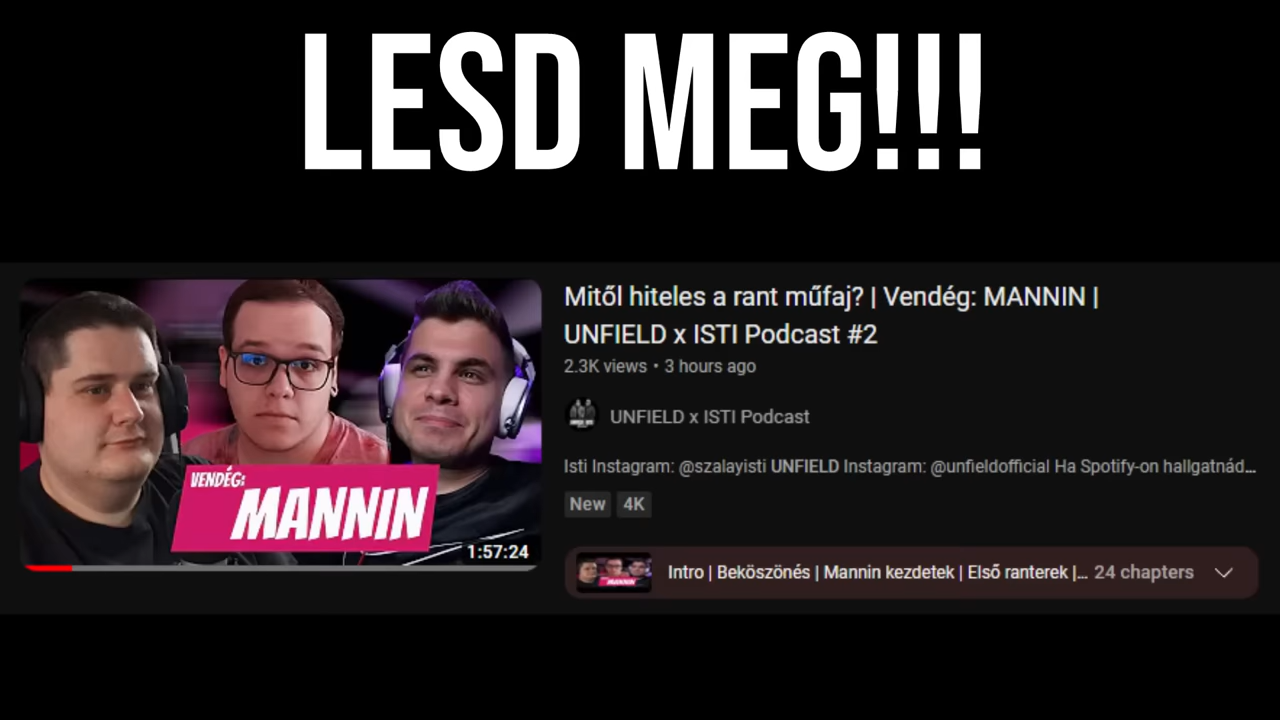 LESD MEG!!!
VENDÉG:
MANNIN
1:57:24
Mitől hiteles a rant műfaj? | Vendég: MANNIN |
UNFIELD x ISTI Podcast #2
2.3K views • 3 hours ago
UNFIELD x ISTI Podcast
Isti Instagram: @szalayisti UNFIELD Instagram: @unfieldofficial Ha Spotify-on hallgatnád...
New 4K
MANNIN
Intro | Beköszönés | Mannin kezdetek | Első ranterek |... 24 chapters